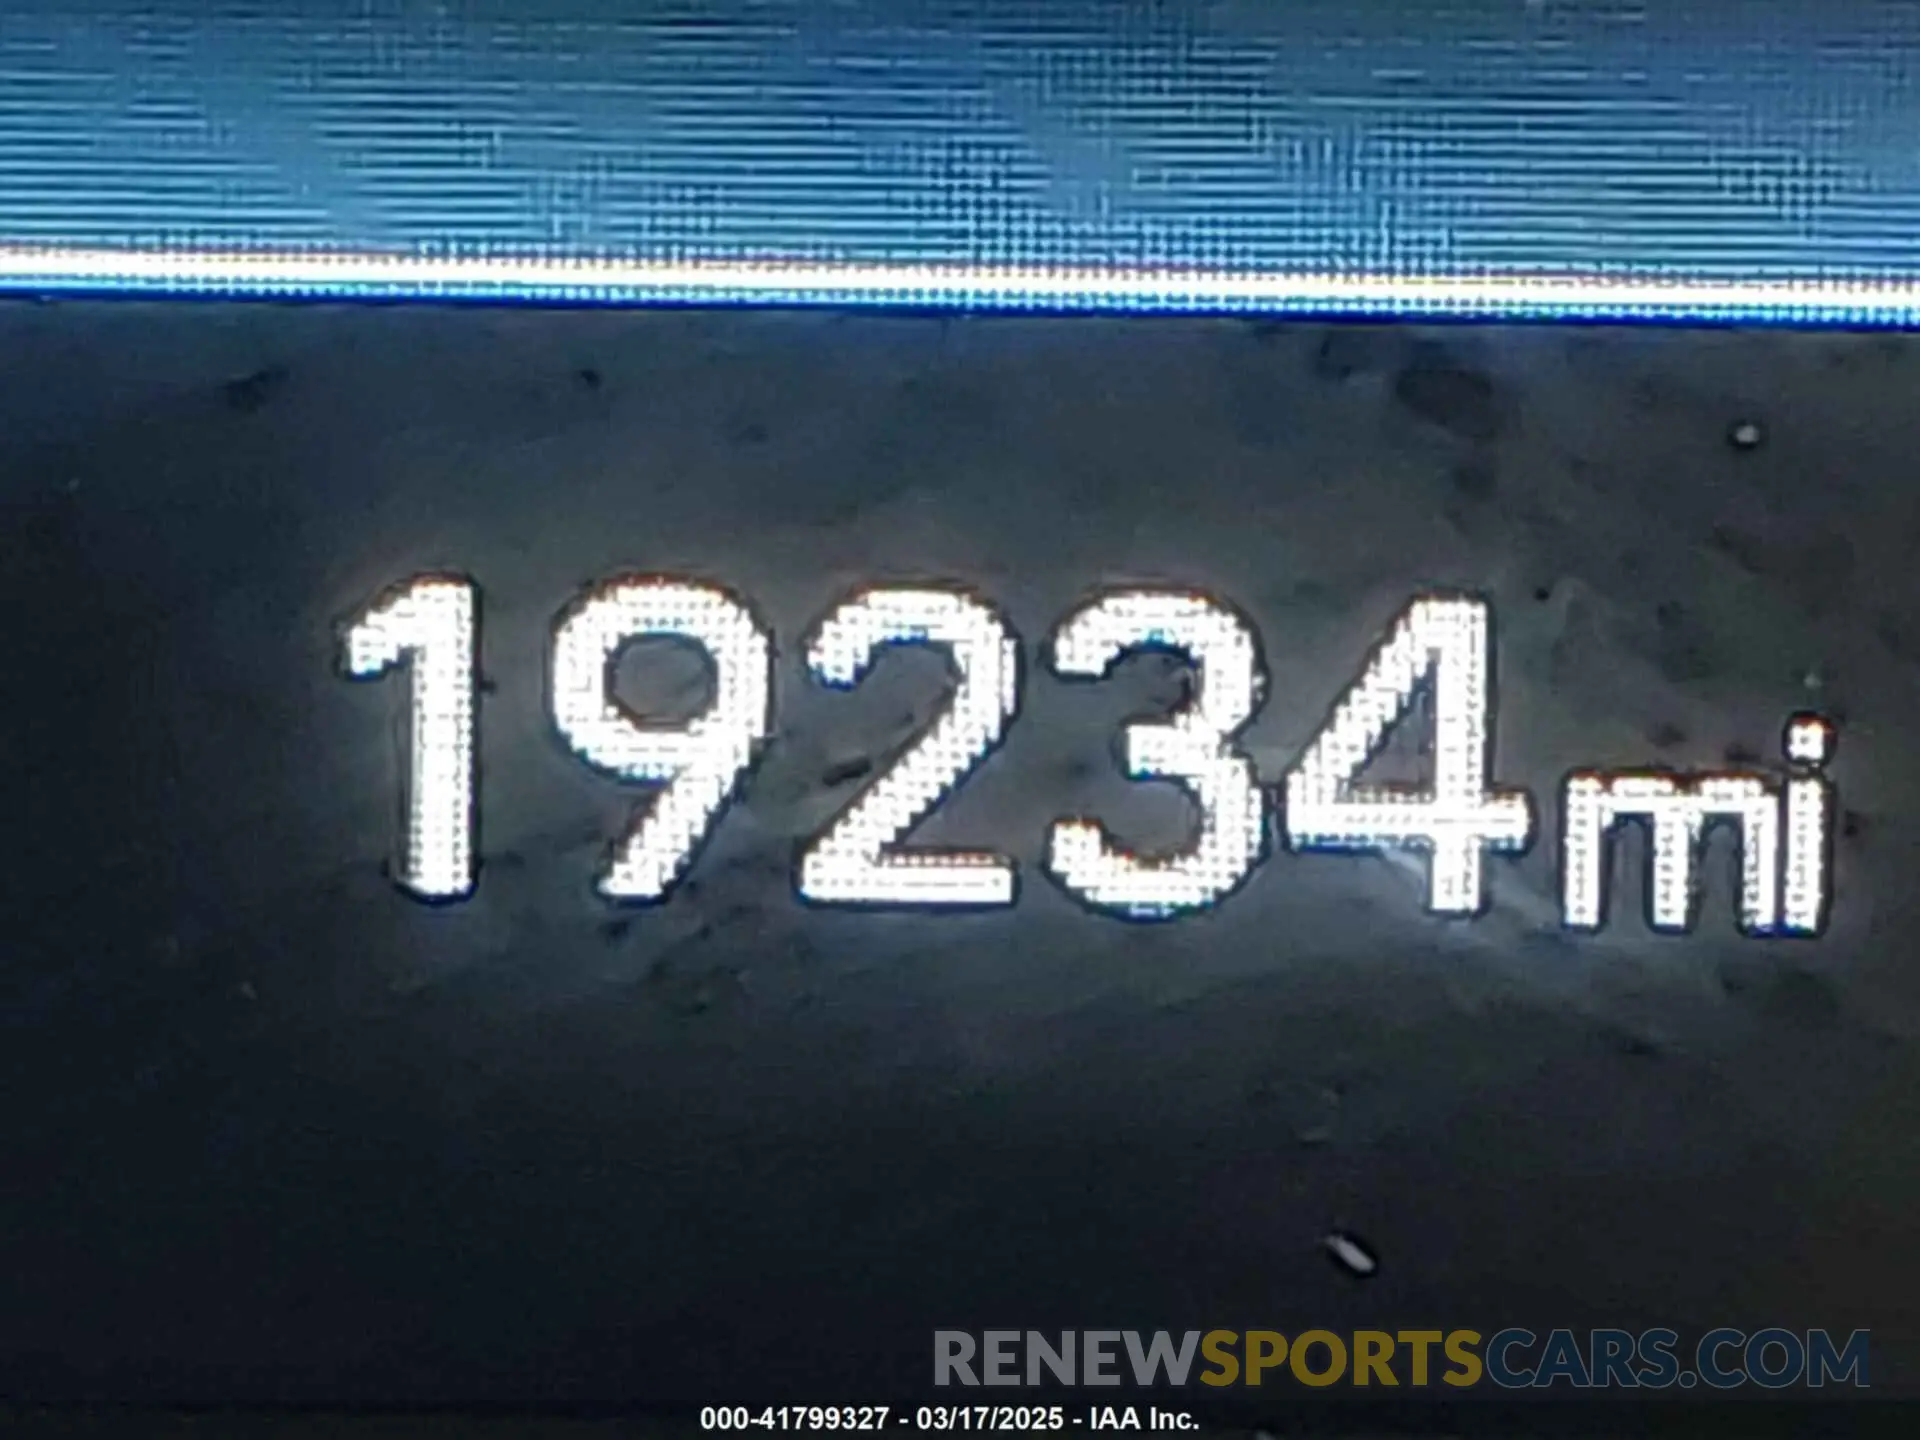 19234mi
RENEWSPORTSCARS.COM
000-41799327 - 03/17/2025 - IAA Inc.